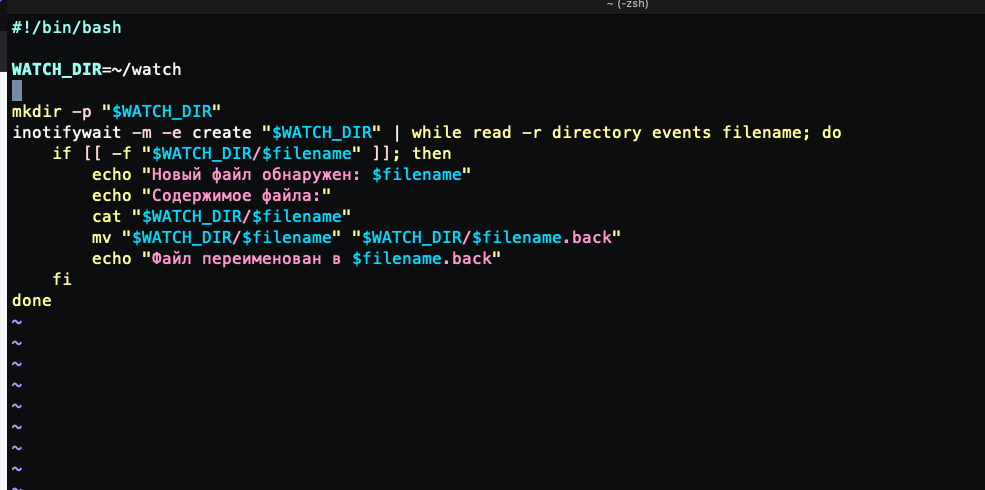 ~ (-zsh)
#!/bin/bash
WATCH_DIR=~/watch
mkdir -p "$WATCH_DIR"
inotifywait -m -e create "$WATCH_DIR" | while read -r directory events filename; do
    if [[ -f "$WATCH_DIR/$filename" ]]; then
        echo "Новый файл обнаружен: $filename"
        echo "Содержимое файла:"
        cat "$WATCH_DIR/$filename"
        mv "$WATCH_DIR/$filename" "$WATCH_DIR/$filename.back"
        echo "Файл переименован в $filename.back"
    fi
done
~
~
~
~
~
~
~
~
~